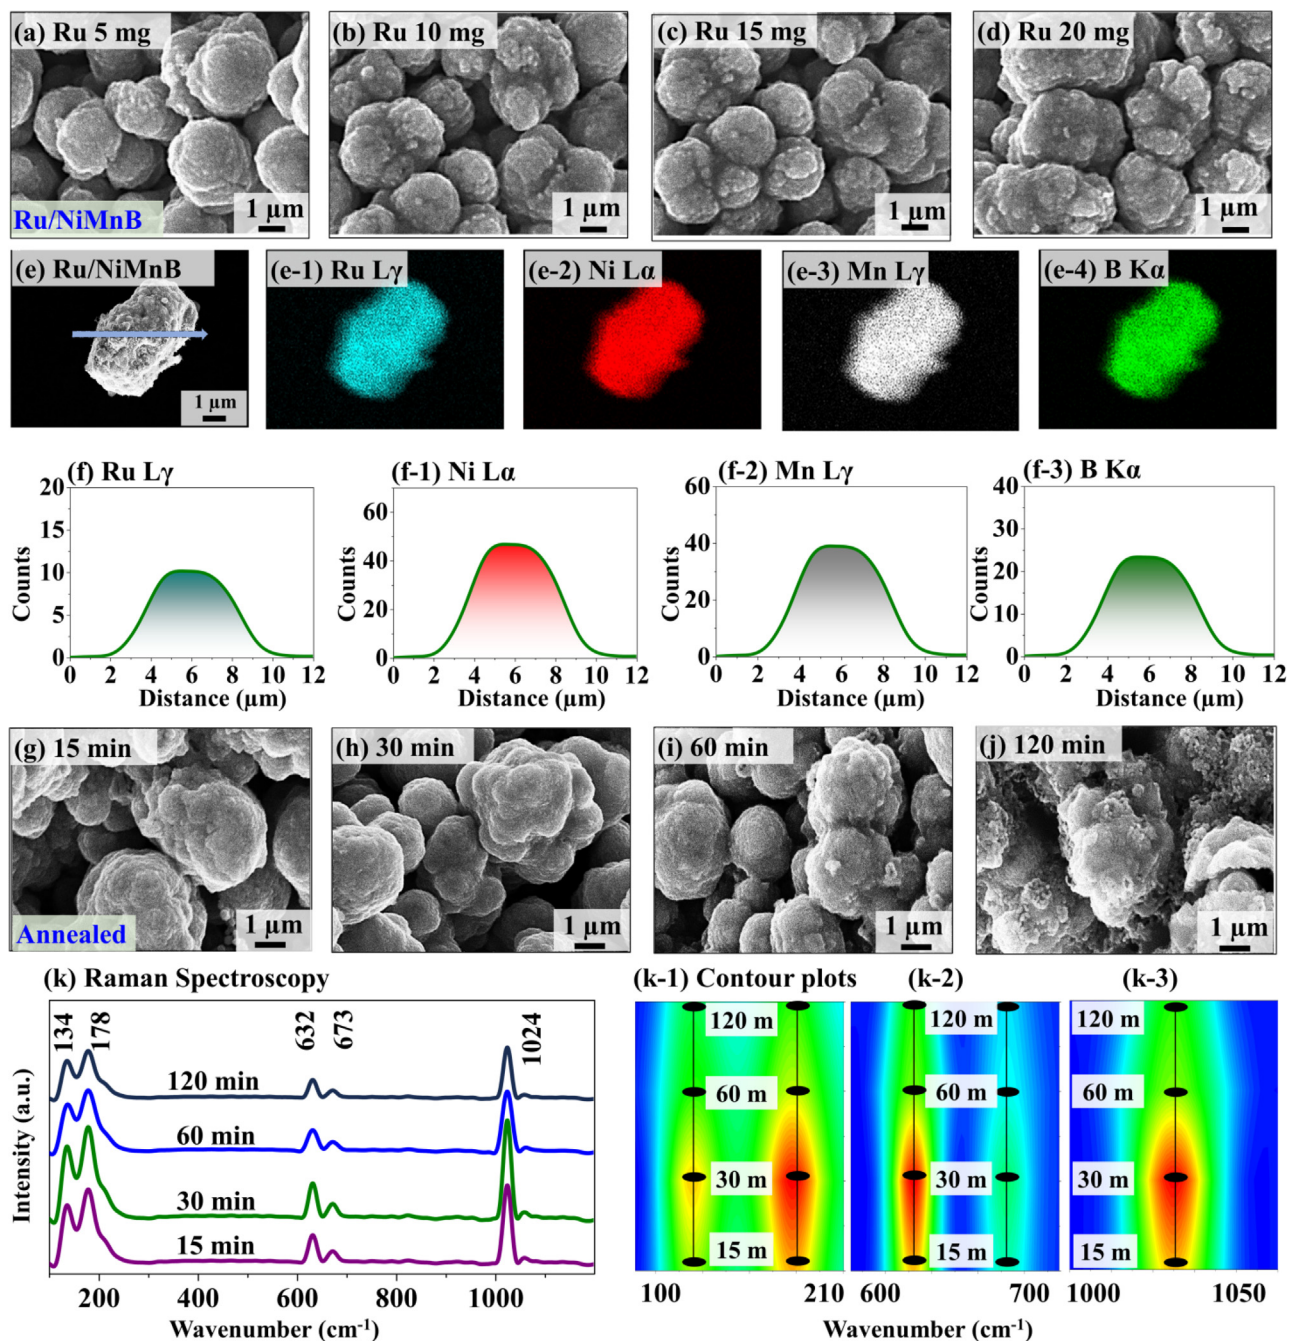 (a) Ru 5 mg
(b) Ru 10 mg
(c) Ru 15 mg
(d) Ru 20 mg
Ru/NiMnB
1 µm
1 µm
1 µm
1 µm
(e) Ru/NiMnB
(e-1) Ru Lγ
(e-2) Ni Lα
(e-3) Mn Lγ
(e-4) B Kα
1 µm
(f) Ru Lγ
20
15
10
5
0
Counts
0 2 4 6 8 10 12
Distance (µm)
(f-1) Ni Lα
60
40
20
0
Counts
0 2 4 6 8 10 12
Distance (µm)
(f-2) Mn Lγ
60
40
20
0
Counts
0 2 4 6 8 10 12
Distance (µm)
(f-3) B Kα
40
30
20
10
0
Counts
0 2 4 6 8 10 12
Distance (µm)
(g) 15 min
(h) 30 min
(i) 60 min
(j) 120 min
Annealed
1 µm
1 µm
1 µm
1 µm
(k) Raman Spectroscopy
134
178
632
673
1024
120 min
60 min
30 min
15 min
Intensity (a.u.)
200 400 600 800 1000
Wavenumber (cm⁻¹)
(k-1) Contour plots
(k-2)
(k-3)
120 m
60 m
30 m
15 m
120 m
60 m
30 m
15 m
120 m
60 m
30 m
15 m
100 210 600 700 1000 1050
Wavenumber (cm⁻¹)